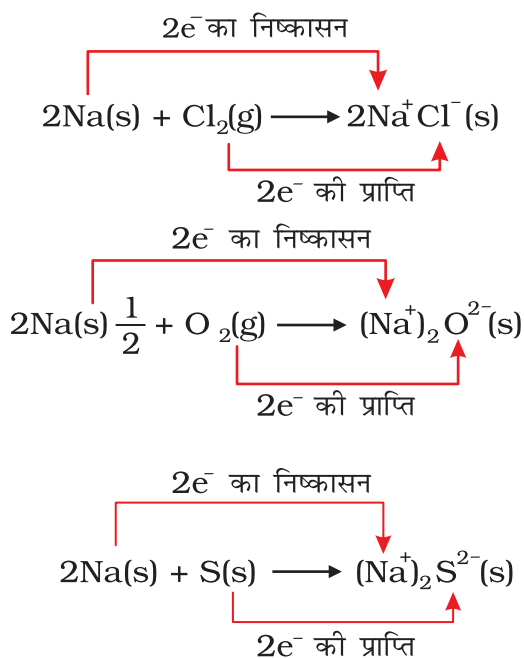 2e⁻ का निष्कासन
2Na(s) + Cl₂(g) ⟶ 2Na⁺Cl⁻(s)
2e⁻ की प्राप्ति
2e⁻ का निष्कासन
2Na(s) 1/2 + O₂(g) ⟶ (Na⁺)₂O²⁻(s)
2e⁻ की प्राप्ति
2e⁻ का निष्कासन
2Na(s) + S(s) ⟶ (Na⁺)₂S²⁻(s)
2e⁻ की प्राप्ति